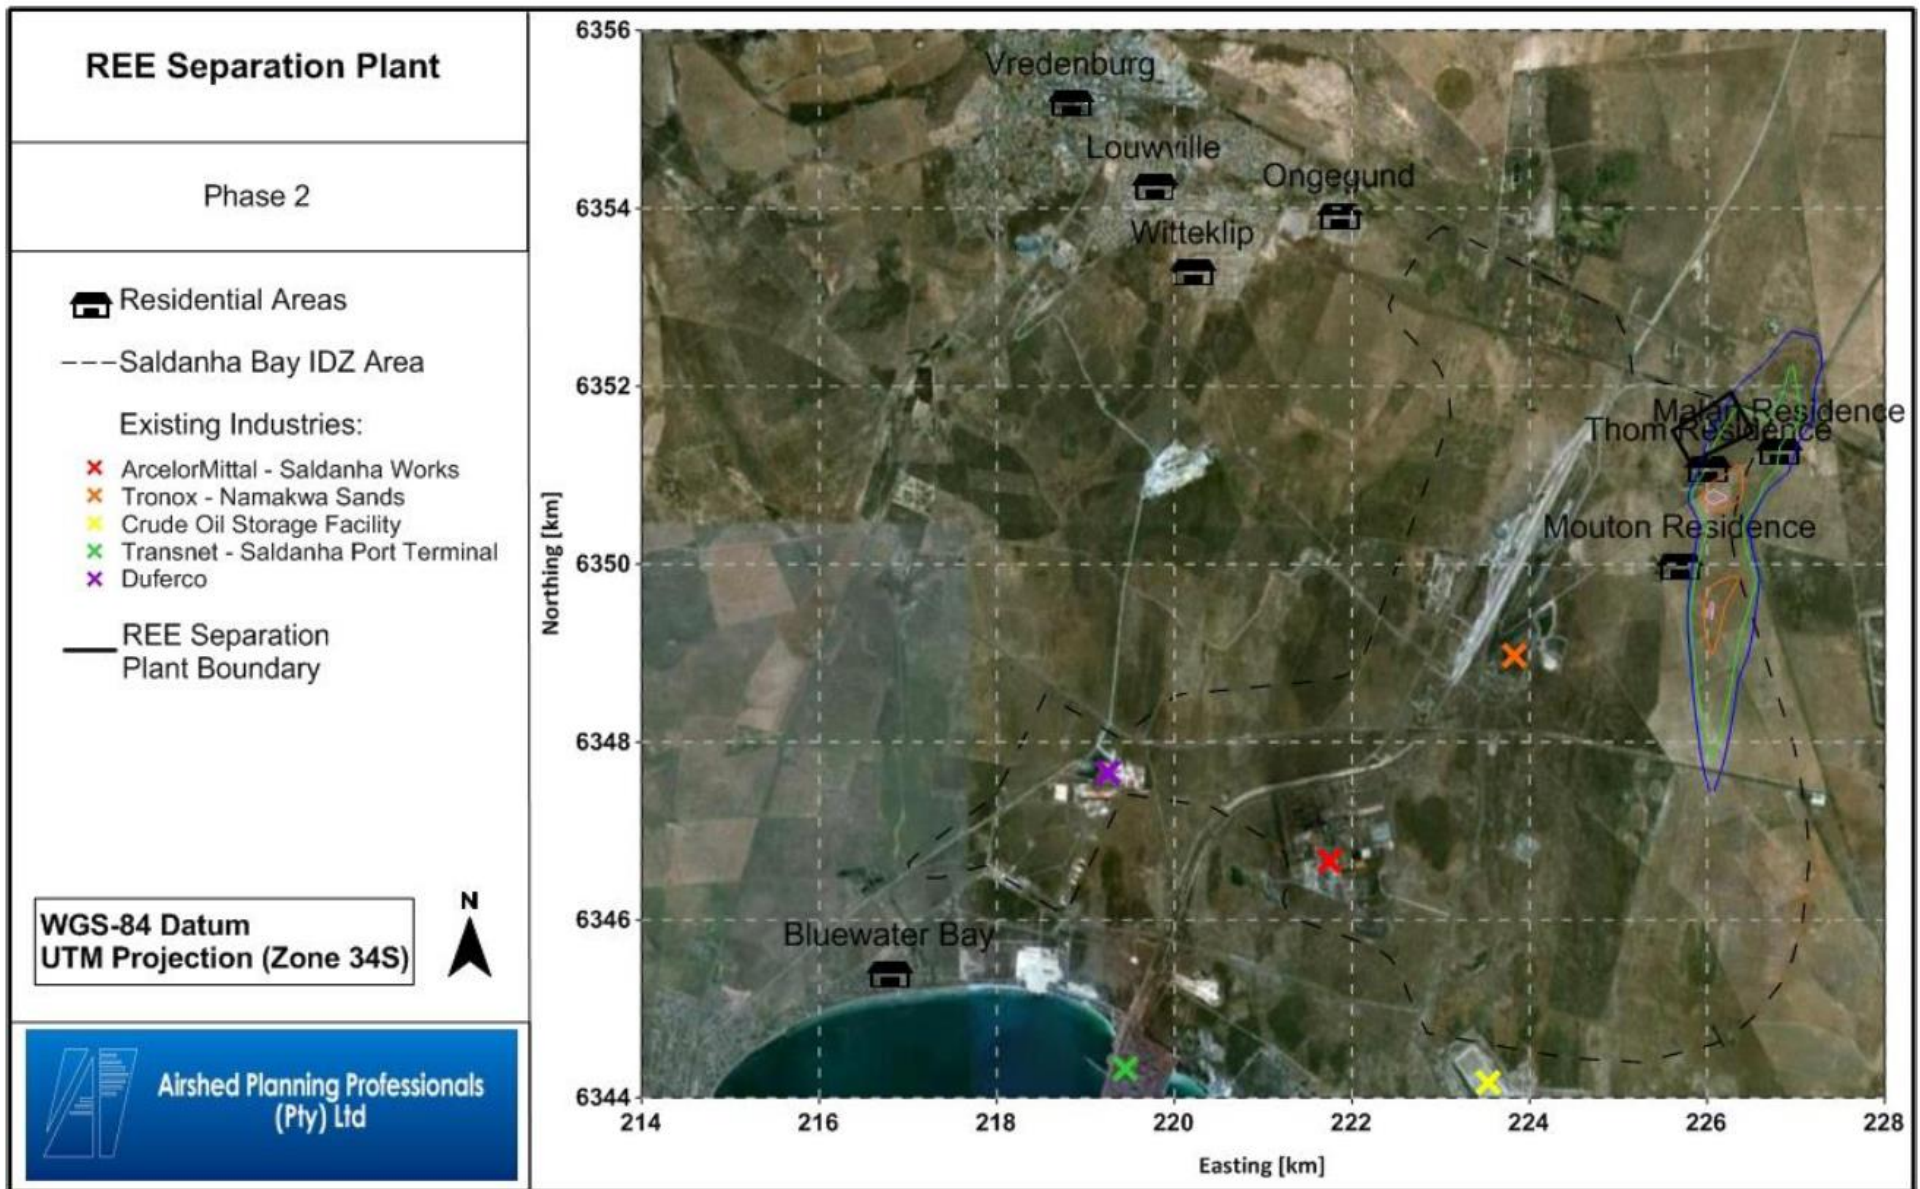 REE Separation Plant
Phase 2
Residential Areas
Saldanha Bay IDZ Area
Existing Industries:
ArcelorMittal - Saldanha Works
Tronox - Namakwa Sands
Crude Oil Storage Facility
Transnet - Saldanha Port Terminal
Duferco
REE Separation
Plant Boundary
WGS-84 Datum
UTM Projection (Zone 34S)
N
Airshed Planning Professionals
(Pty) Ltd
Northing [km]
6356
6354
6352
6350
6348
6346
6344
Vredenburg
Louwville
Ongegund
Witteklip
Malan Residence
Thom Residence
Mouton Residence
Bluewater Bay
214
216
218
220
222
224
226
228
Easting [km]